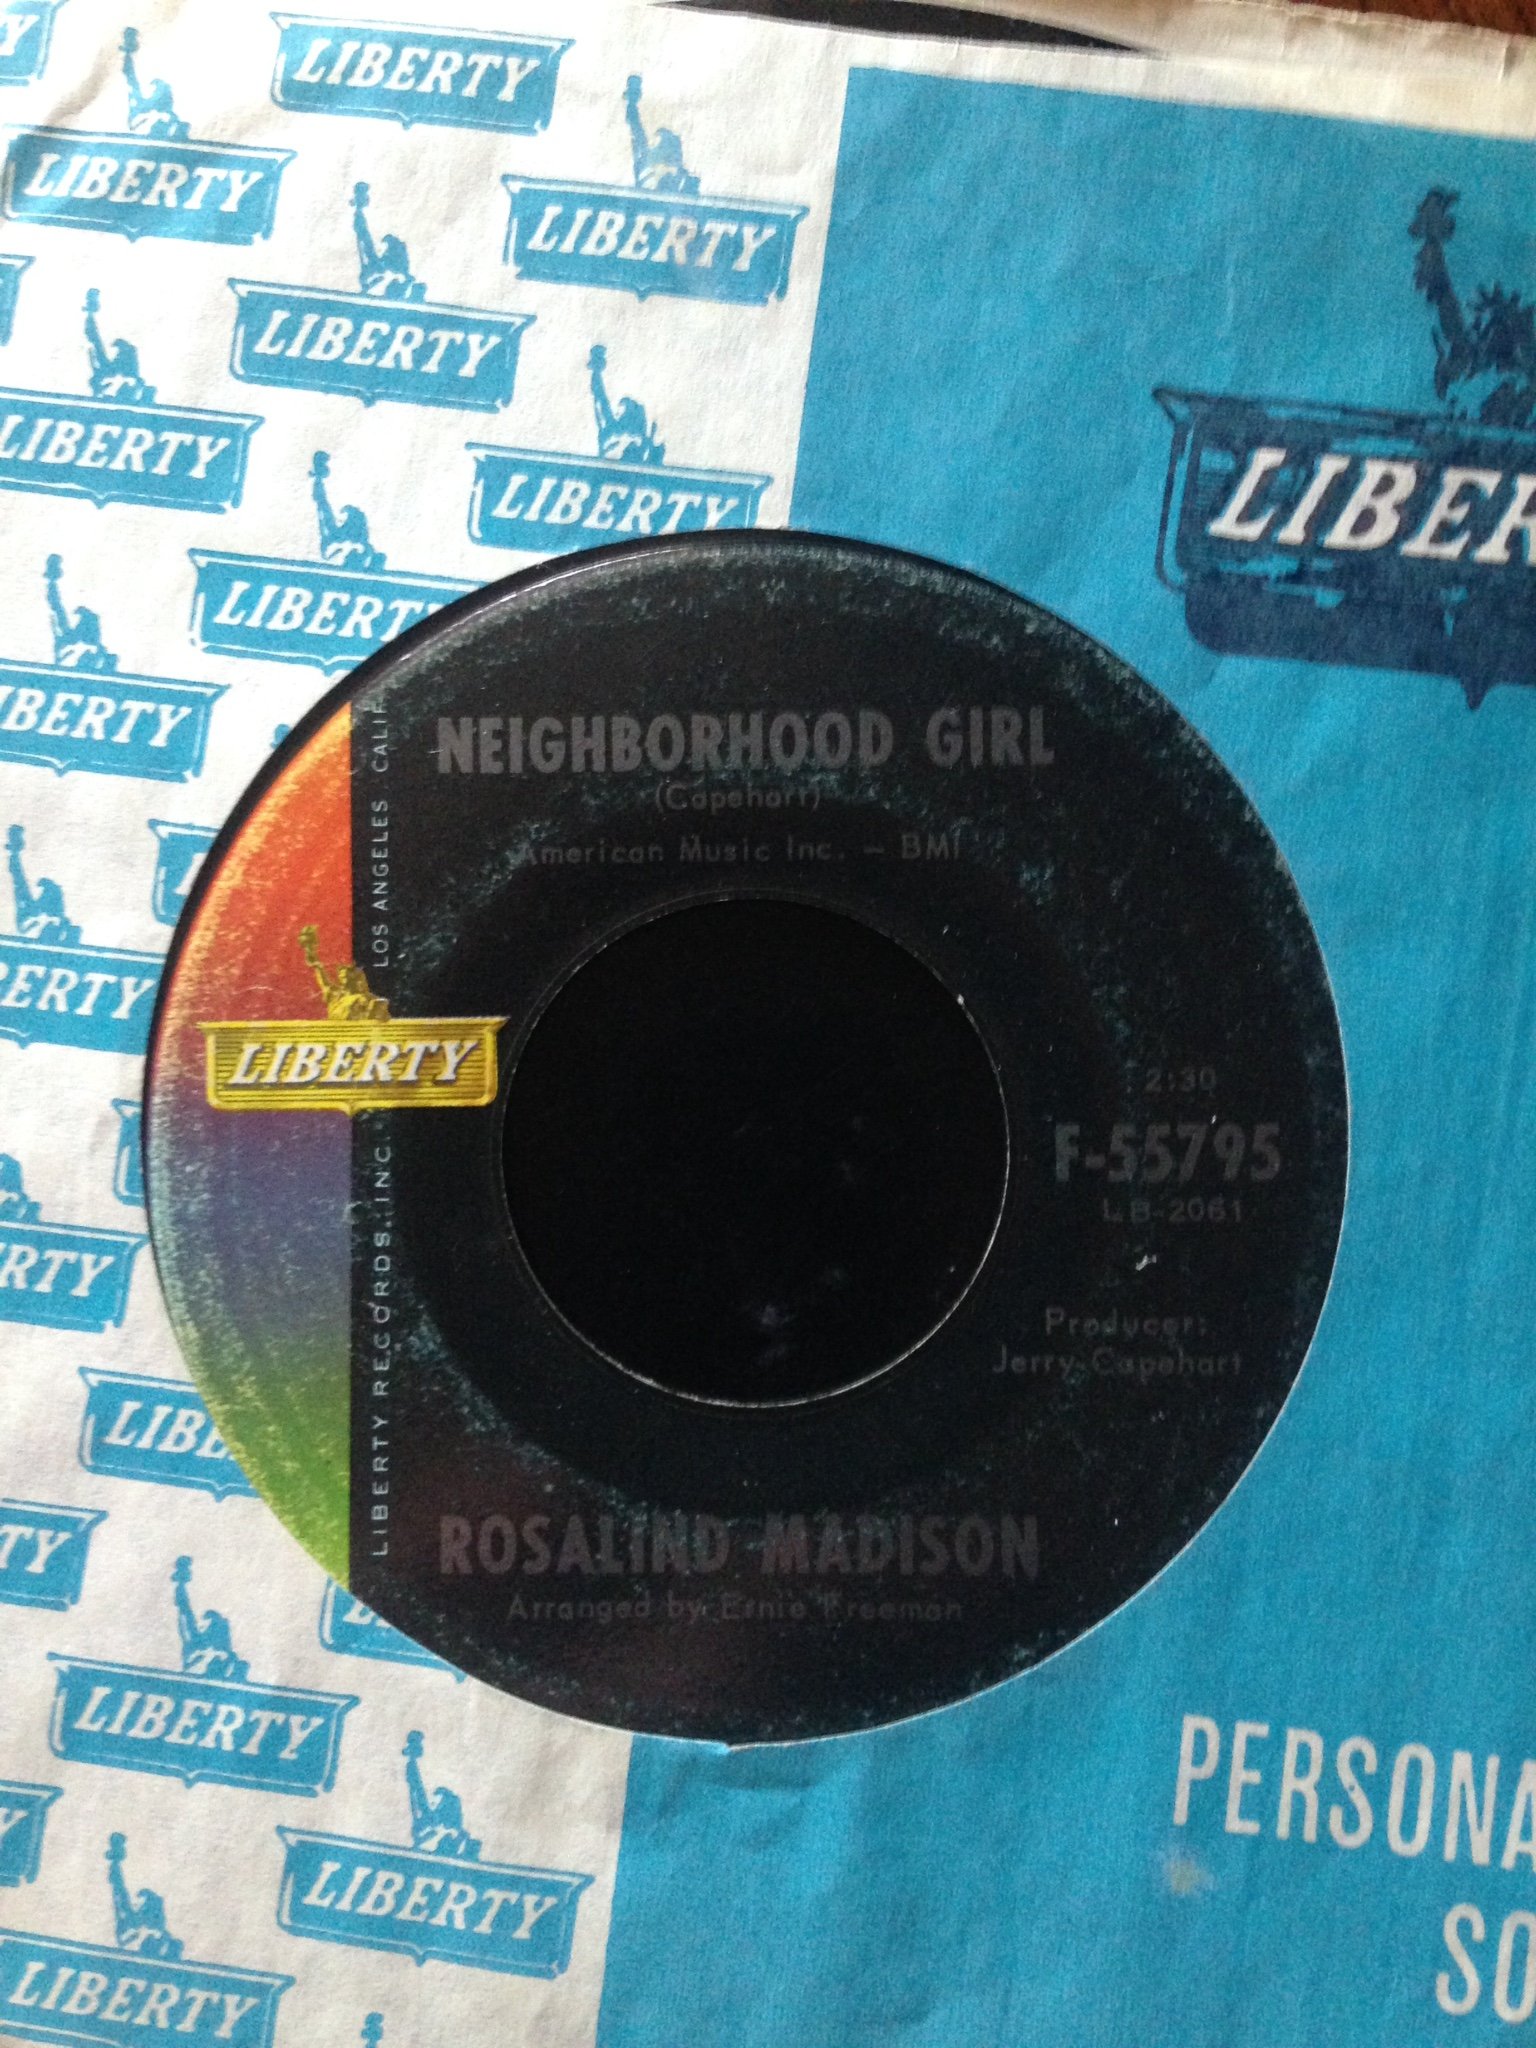 LIBERTY
LIBERTY
LIBERTY
LIBERTY
LIBERTY
LIBERTY
LIBERTY
LIBER
NEIGHBORHOOD GIRL
(Capehart)
American Music Inc. – BMI
LIBERTY
LIBERTY RECORDS, INC. LOS ANGELES CALIF
2:30
F-55795
LB-2061
Producer:
Jerry Capehart
ROSALIND MADISON
Arranged by Ernie Freeman
LIBERTY
LIBERTY
LIBERTY
PERSONA
SO